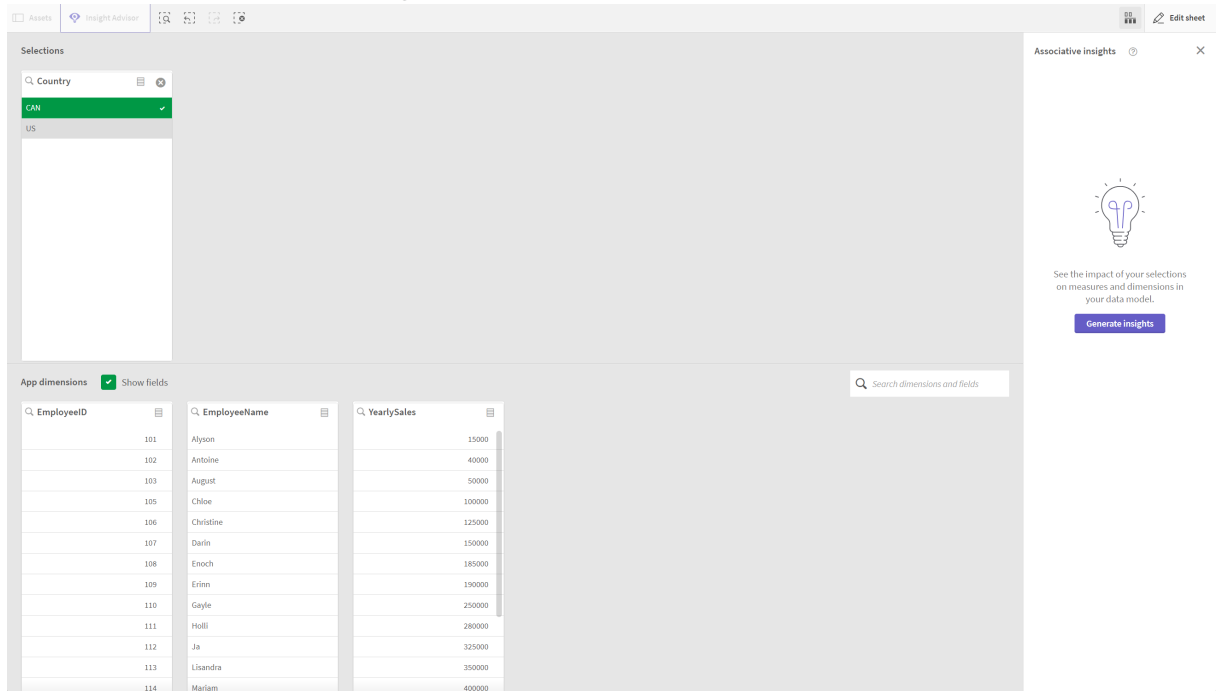 Assets Insight Advisor Edit sheet
Selections
Associative insights
Country
CAN
US
See the impact of your selections
on measures and dimensions in
your data model.
Generate insights
App dimensions Show fields
Search dimensions and fields
EmployeeID EmployeeName YearlySales
101 Alyson 15000
102 Antoine 40000
103 August 50000
105 Chloe 100000
106 Christine 125000
107 Darin 150000
108 Enoch 185000
109 Erinn 190000
110 Gayle 250000
111 Holli 280000
112 Ja 325000
113 Lisandra 350000
114 Mariam 400000